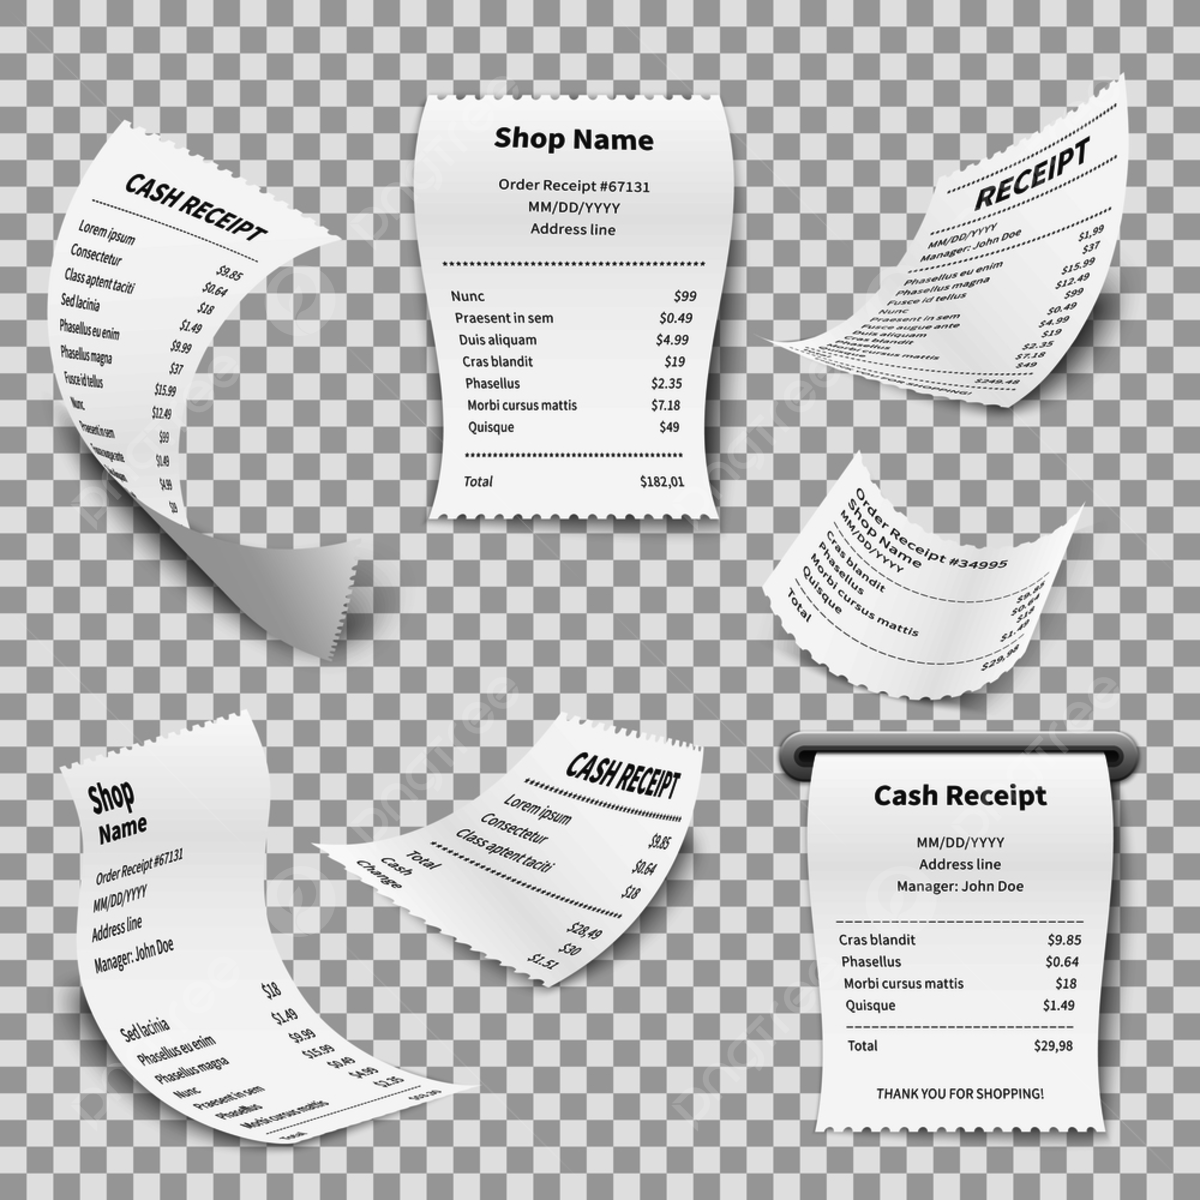 CASH RECEIPT
Lorem ipsum $9.85
Consectetur $0.64
Class aptent taciti $18
Sed lacinia $1.49
Phasellus eu enim $9.99
Phasellus magna $37
Fusce id tellus $15.99
Nunc $12.49
Praesent in sem $99
$1.49
$4.99
Shop Name
Order Receipt #67131
MM/DD/YYYY
Address line
Nunc $99
Praesent in sem $0.49
Duis aliquam $4.99
Cras blandit $19
Phasellus $2.35
Morbi cursus mattis $7.18
Quisque $49
Total $182,01
RECEIPT
MM/DD/YYYY
Manager: John Doe
Phasellus eu enim $1,99
Phasellus magna $37
Fusce id tellus $15.99
Nunc $12.49
Praesent in sem $99
Fusce augue ante $0.49
Duis aliquam $4.99
Cras blandit $19
Phasellus $2.35
Morbi cursus mattis $7.18
$49
$249.48
Order Receipt #34995
Shop Name
MM/DD/YYYY
Cras blandit $9.85
Phasellus $0.64
Morbi cursus mattis $18
Quisque $1.49
Total $29,98
Shop
Name
Order Receipt #67131
MM/DD/YYYY
Address line
Manager: John Doe
Sed lacinia $18
Phasellus eu enim $1.49
Phasellus magna $9.99
Nunc $15.99
Praesent in sem $0.49
Phasellus $4.99
Morbi cursus mattis $2.35
Total
CASH RECEIPT
Lorem ipsum $9.85
Consectetur $0.64
Class aptent taciti $18
Total $28,49
Cash $30
Change $1.51
Cash Receipt
MM/DD/YYYY
Address line
Manager: John Doe
Cras blandit $9.85
Phasellus $0.64
Morbi cursus mattis $18
Quisque $1.49
Total $29,98
THANK YOU FOR SHOPPING!